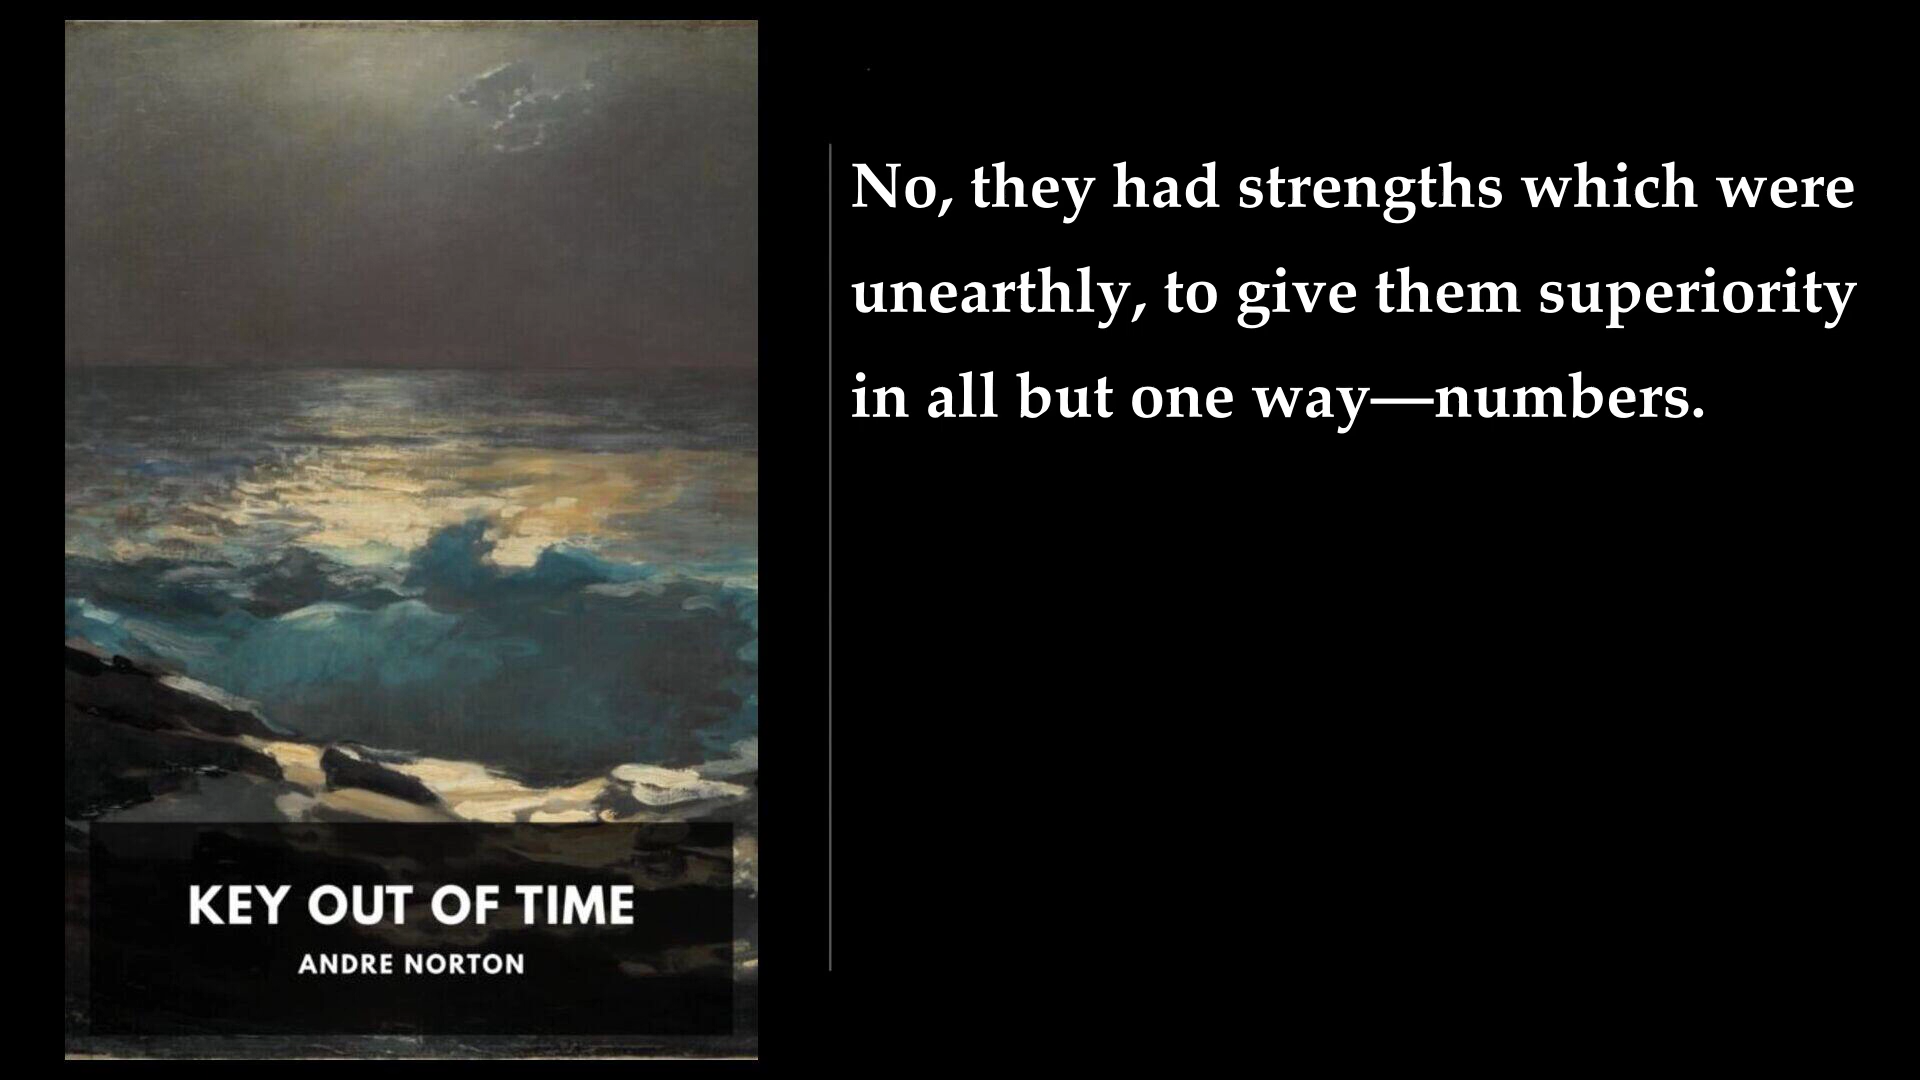 No, they had strengths which were
unearthly, to give them superiority
in all but one way—numbers.
KEY OUT OF TIME
ANDRE NORTON